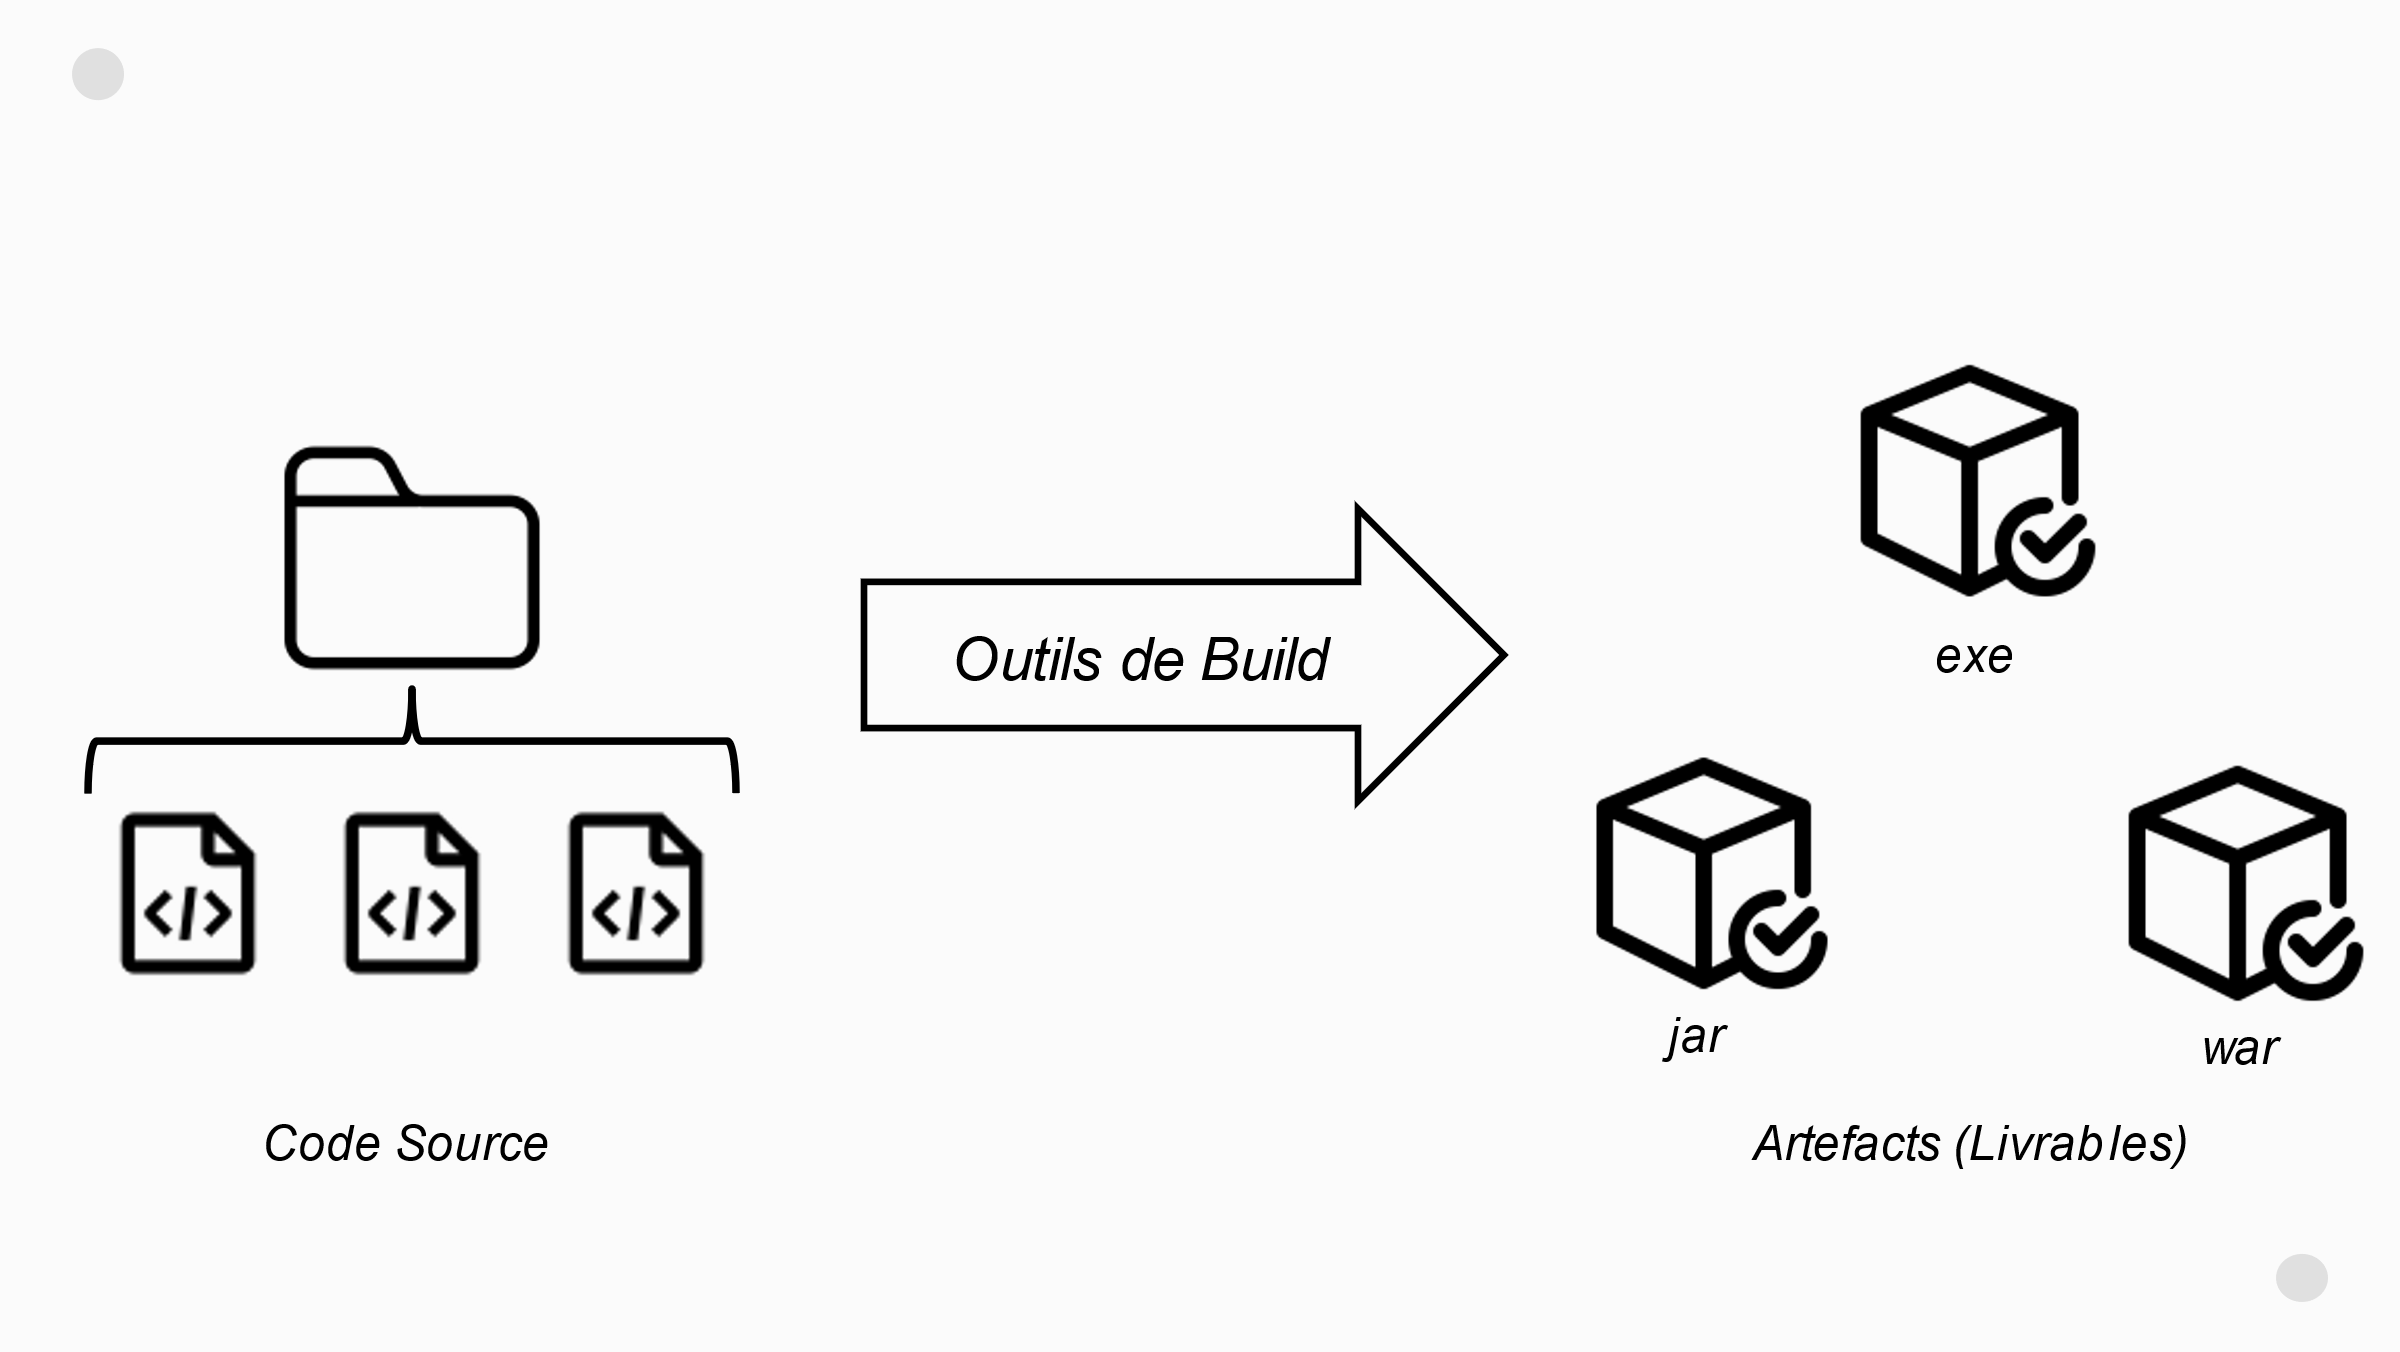 Outils de Build
exe
jar
war
Code Source
Artefacts (Livrables)